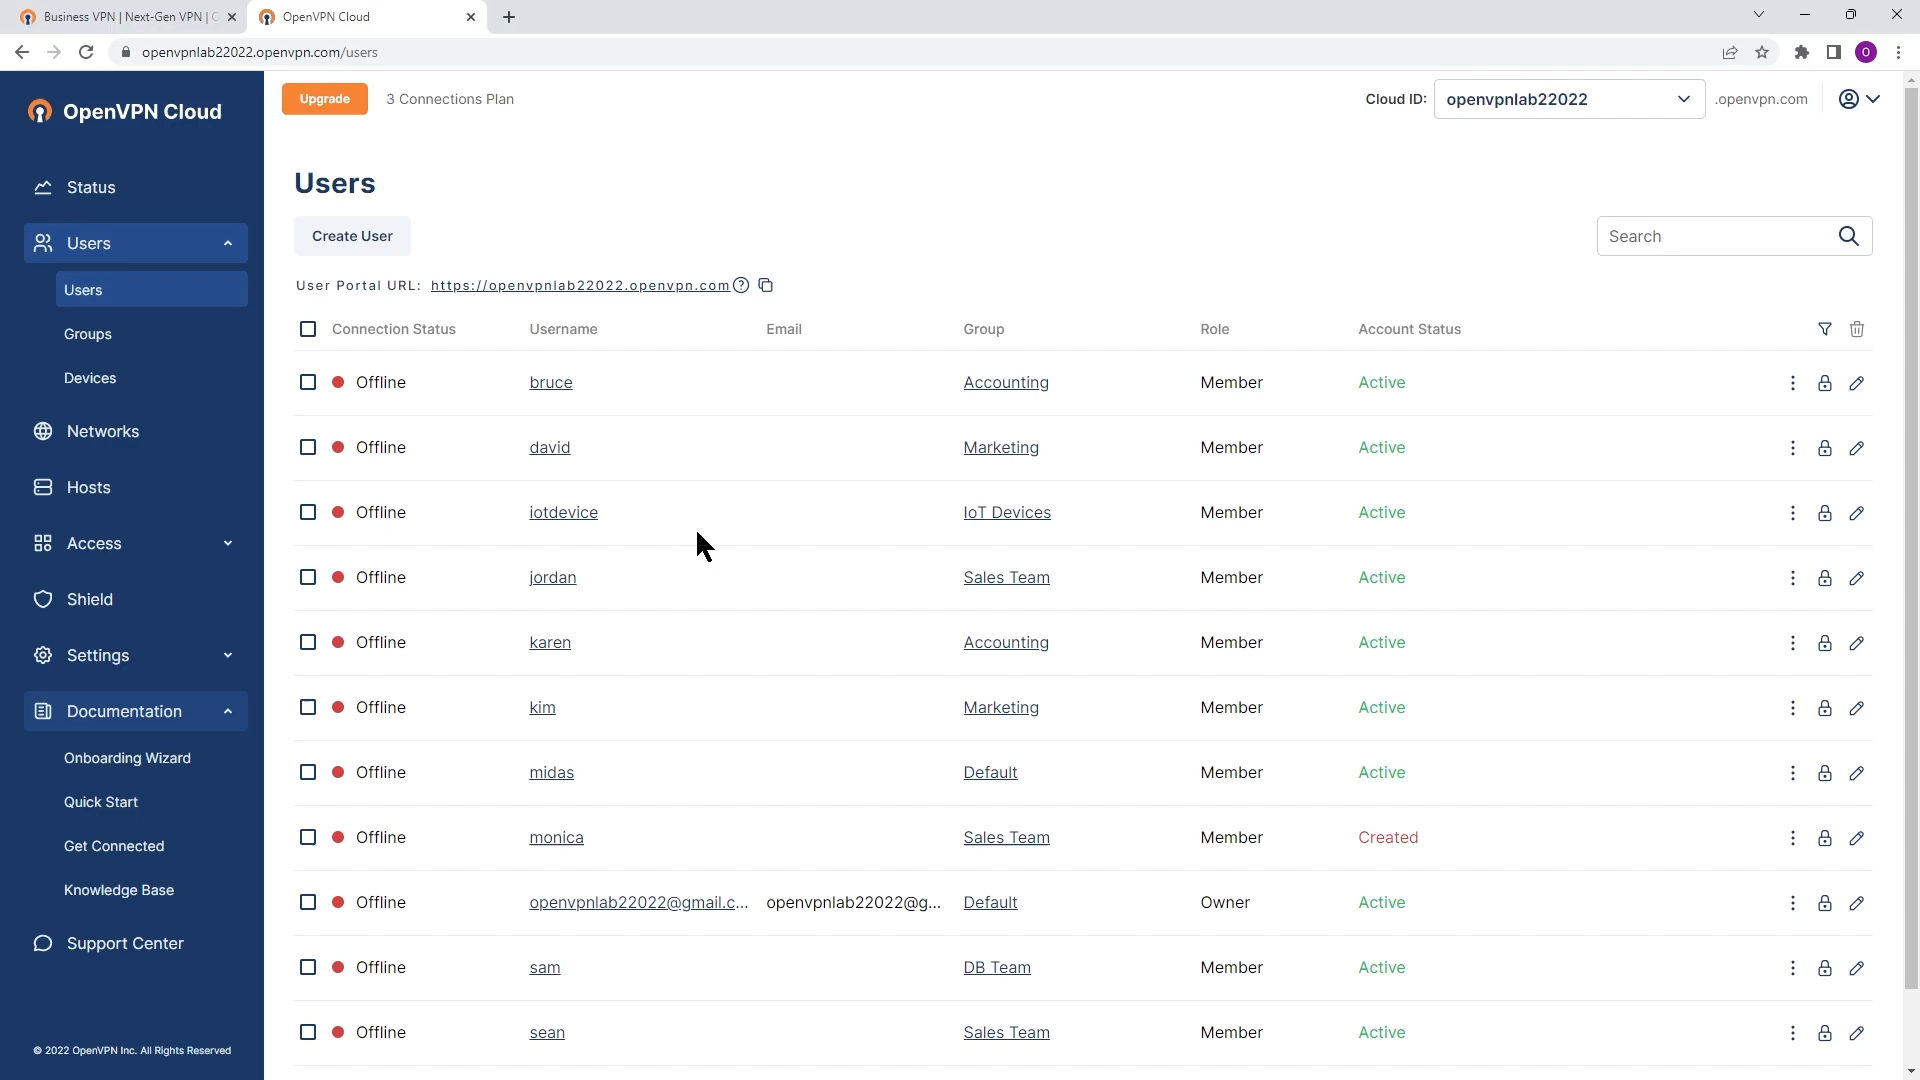 Business VPN | Next-Gen VPN | C
OpenVPN Cloud
openvpnlab22022.openvpn.com/users
O
OpenVPN Cloud
Upgrade
3 Connections Plan
Cloud ID:
openvpnlab22022
.openvpn.com
Status
Users
Users
Groups
Devices
Networks
Hosts
Access
Shield
Settings
Documentation
Onboarding Wizard
Quick Start
Get Connected
Knowledge Base
Support Center
© 2022 OpenVPN Inc. All Rights Reserved
Users
Create User
Search
User Portal URL: https://openvpnlab22022.openvpn.com
Connection Status Username Email Group Role Account Status
Offline bruce Accounting Member Active
Offline david Marketing Member Active
Offline iotdevice IoT Devices Member Active
Offline jordan Sales Team Member Active
Offline karen Accounting Member Active
Offline kim Marketing Member Active
Offline midas Default Member Active
Offline monica Sales Team Member Created
Offline openvpnlab22022@gmail.c... openvpnlab22022@g... Default Owner Active
Offline sam DB Team Member Active
Offline sean Sales Team Member Active